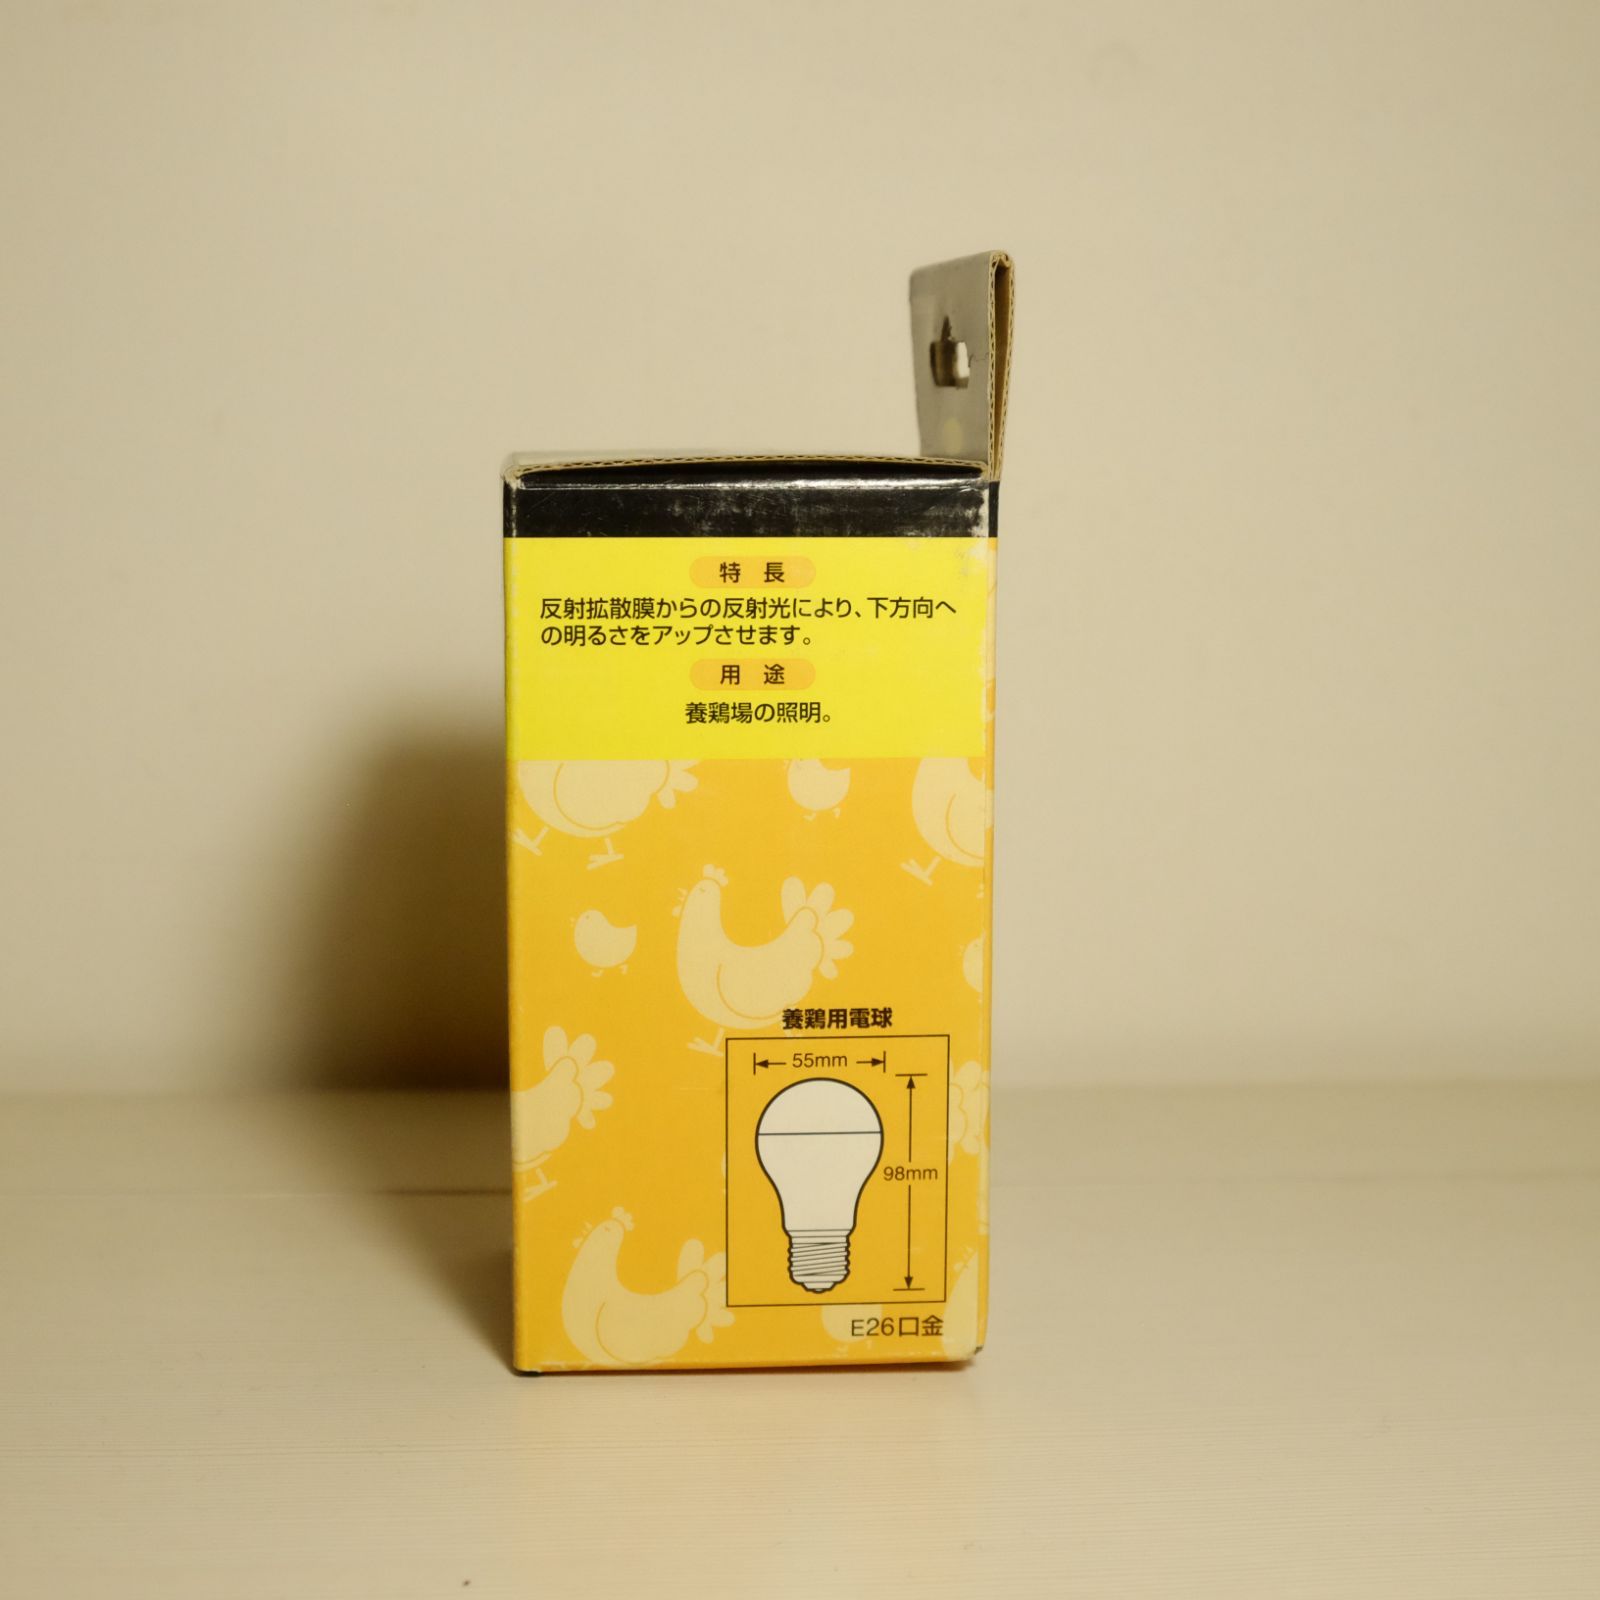 特 長
反射拡散膜からの反射光により、下方向へ
の明るさをアップさせます。
用 途
養鶏場の照明。
養鶏用電球
55mm
98mm
E26口金